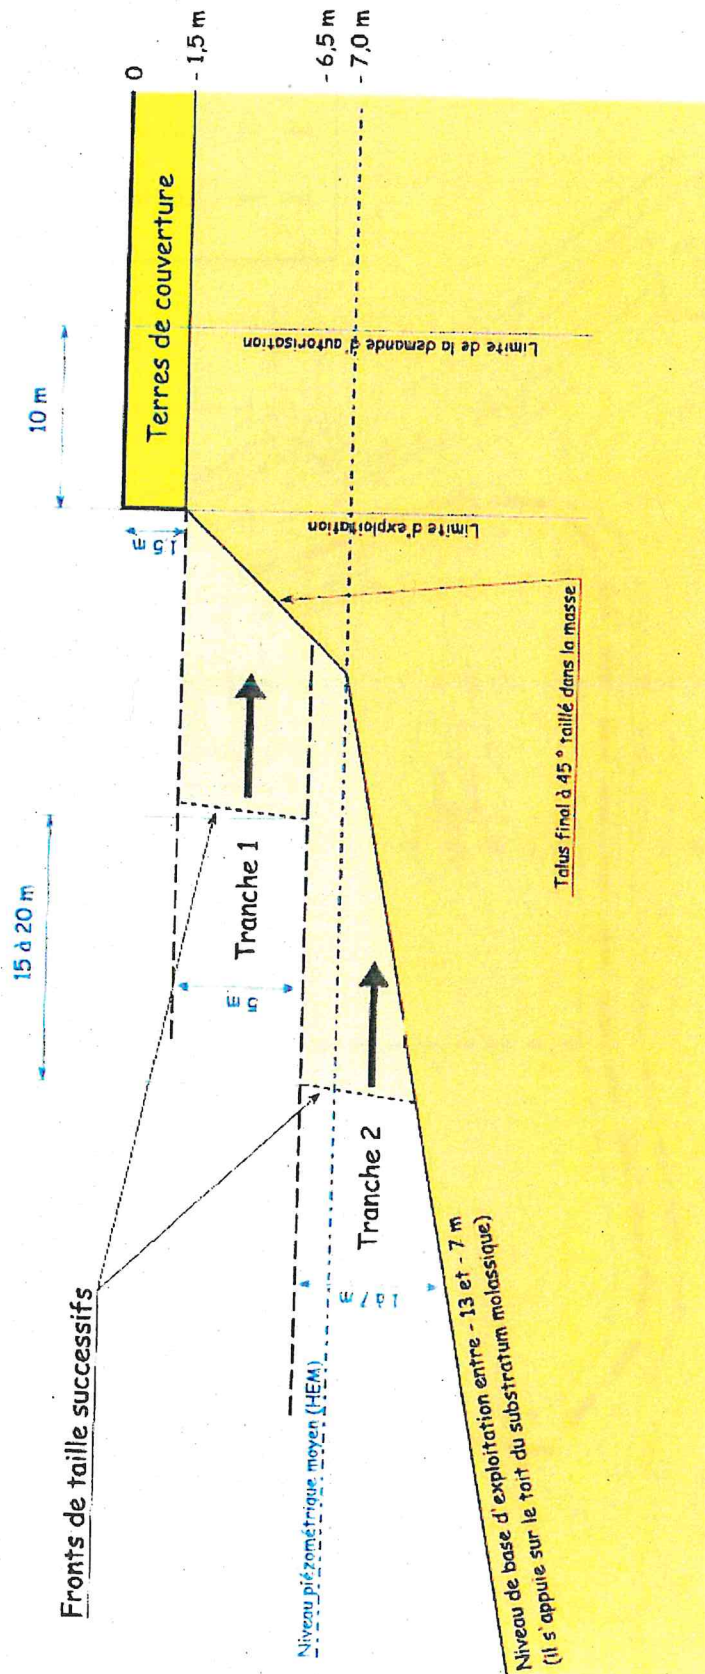 Fronts de taille successifs
15 à 20 m
10 m
0
- 1,5 m
- 6,5 m
- 7,0 m
Terres de couverture
1,5 m
Tranche 1
5 m
Tranche 2
1 à 7 m
Niveau piézométrique moyen (HEM)
Limite d'exploitation
Limite de la demande d'autorisation
Talus final à 45° taillé dans la masse
Niveau de base d'exploitation entre - 13 et - 7 m
(il s'appuie sur le toit du substratum molassique)